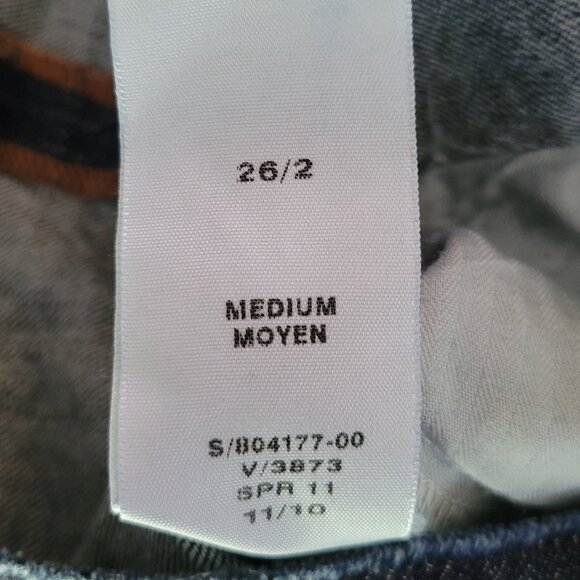 26/2
MEDIUM
MOYEN
S/804177-00
V/3873
SPR 11
11/10